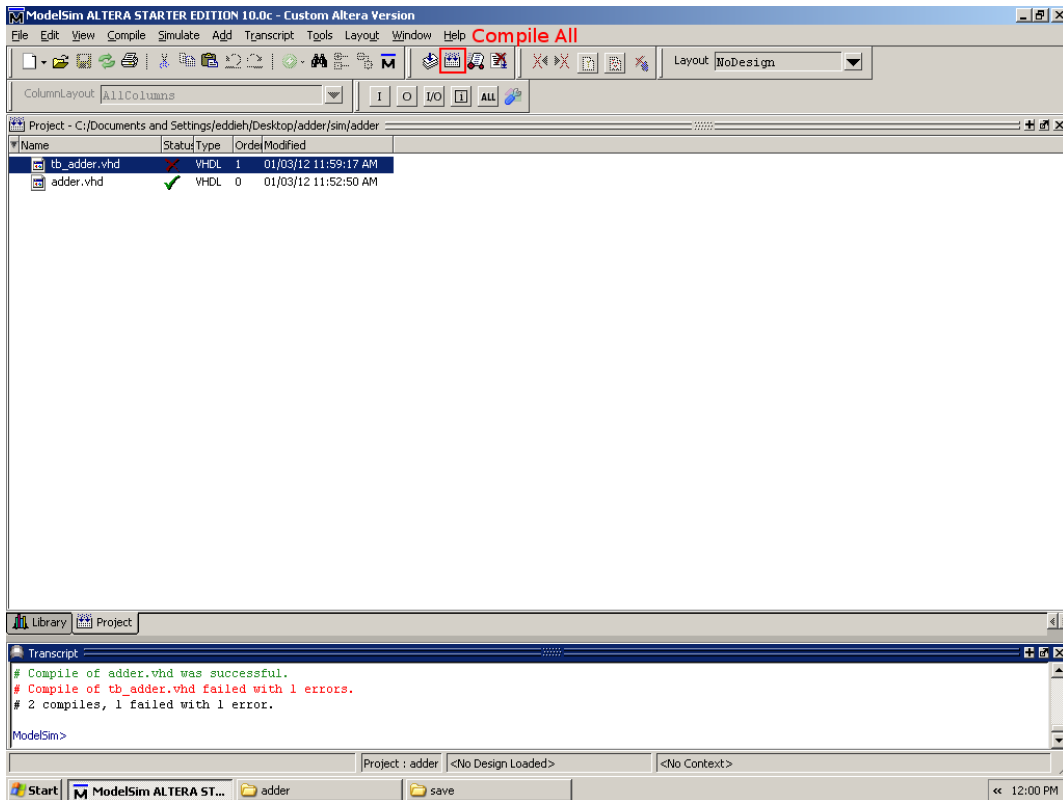 ModelSim ALTERA STARTER EDITION 10.0c - Custom Altera Version
File Edit View Compile Simulate Add Transcript Tools Layout Window Help Compile All
Layout NoDesign
ColumnLayout AllColumns
I O I/O i ALL
Project - C:/Documents and Settings/eddieh/Desktop/adder/sim/adder
Name Status Type Order Modified
tb_adder.vhd VHDL 1 01/03/12 11:59:17 AM
adder.vhd VHDL 0 01/03/12 11:52:50 AM
Library Project
Transcript
# Compile of adder.vhd was successful.
# Compile of tb_adder.vhd failed with 1 errors.
# 2 compiles, 1 failed with 1 error.
ModelSim>
Project : adder <No Design Loaded> <No Context>
Start ModelSim ALTERA ST... adder save « 12:00 PM